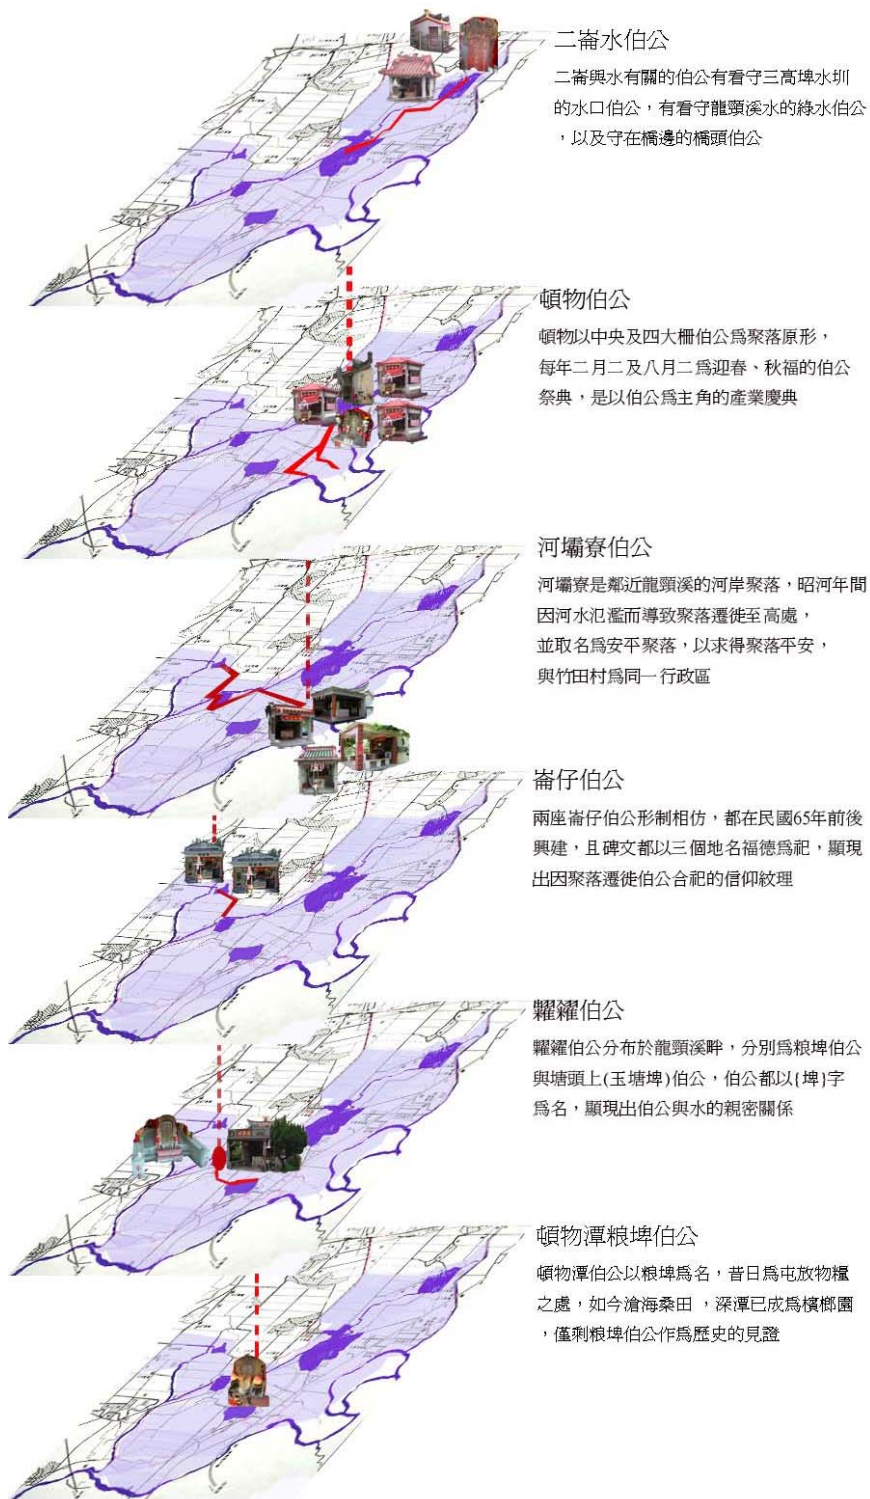 二崙水伯公
二崙與水有關的伯公有看守三高埤水圳
的水口伯公，有看守龍頸溪水的綠水伯公
，以及守在橋邊的橋頭伯公
頓物伯公
頓物以中央及四大柵伯公為聚落原形，
每年二月二及八月二為迎春、秋福的伯公
祭典，是以伯公為主角的產業慶典
河壩寮伯公
河壩寮是鄰近龍頸溪的河岸聚落，昭河年間
因河水氾濫而導致聚落遷徙至高處，
並取名為安平聚落，以求得聚落平安，
與竹田村為同一行政區
崙仔伯公
兩座崙仔伯公形制相仿，都在民國65年前後
興建，且碑文都以三個地名福德為祀，顯現
出因聚落遷徙伯公合祀的信仰紋理
糶糴伯公
糶糴伯公分布於龍頸溪畔，分別為粮埤伯公
與塘頭上(玉塘埤)伯公，伯公都以{埤}字
為名，顯現出伯公與水的親密關係
頓物潭粮埤伯公
頓物潭伯公以粮埤為名，昔日為屯放物糧
之處，如今滄海桑田 ，深潭已成為檳榔園
，僅剩粮埤伯公作為歷史的見證